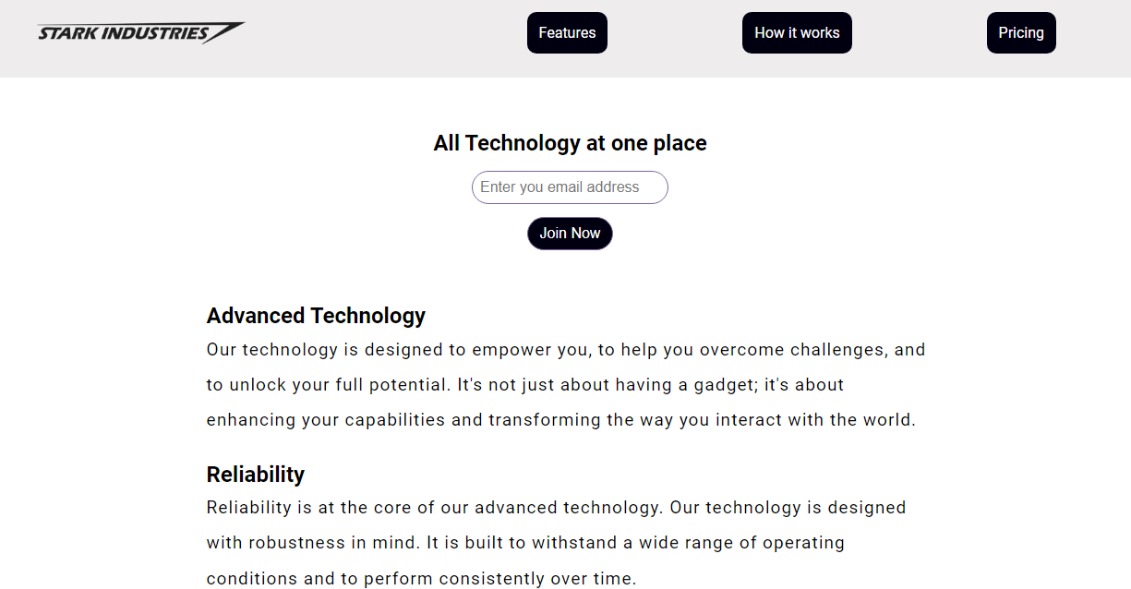 STARK INDUSTRIES
Features
How it works
Pricing
All Technology at one place
Enter you email address
Join Now
Advanced Technology
Our technology is designed to empower you, to help you overcome challenges, and
to unlock your full potential. It's not just about having a gadget; it's about
enhancing your capabilities and transforming the way you interact with the world.
Reliability
Reliability is at the core of our advanced technology. Our technology is designed
with robustness in mind. It is built to withstand a wide range of operating
conditions and to perform consistently over time.